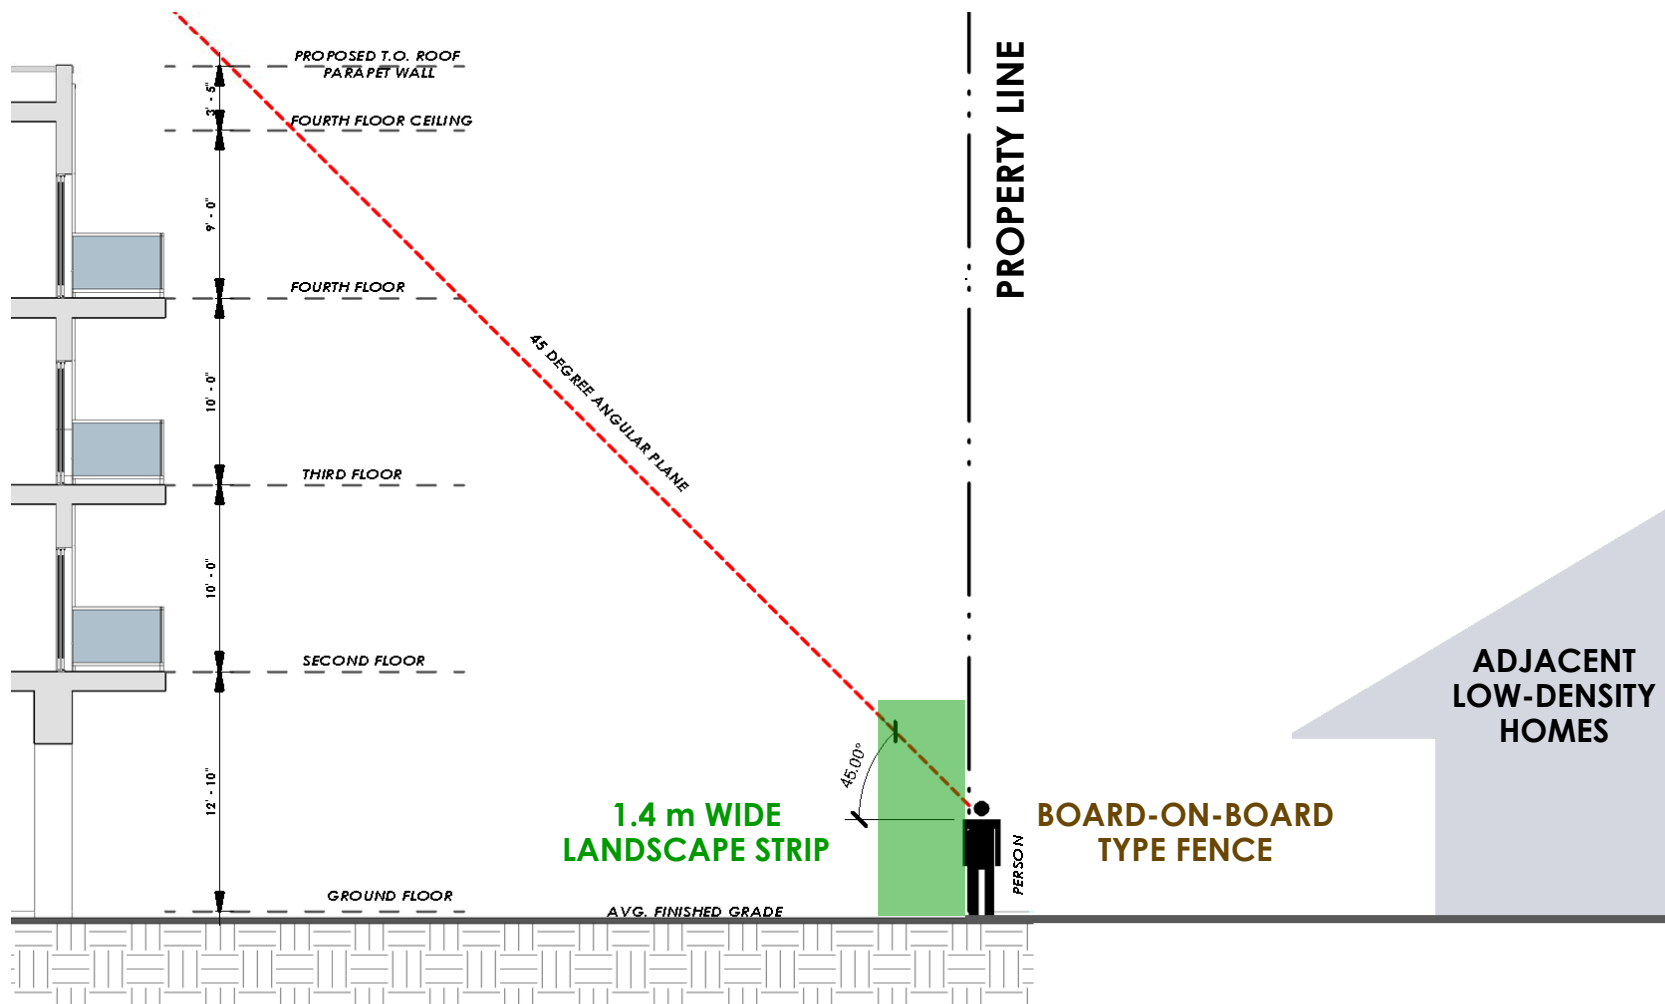 PROPOSED T.O. ROOF
PARAPET WALL
3' - 5"
FOURTH FLOOR CEILING
9' - 0"
FOURTH FLOOR
10' - 0"
THIRD FLOOR
10' - 0"
SECOND FLOOR
12' - 10"
GROUND FLOOR
45 DEGREE ANGULAR PLANE
PROPERTY LINE
45.00°
1.4 m WIDE
LANDSCAPE STRIP
AVG. FINISHED GRADE
PERSON
BOARD-ON-BOARD
TYPE FENCE
ADJACENT
LOW-DENSITY
HOMES